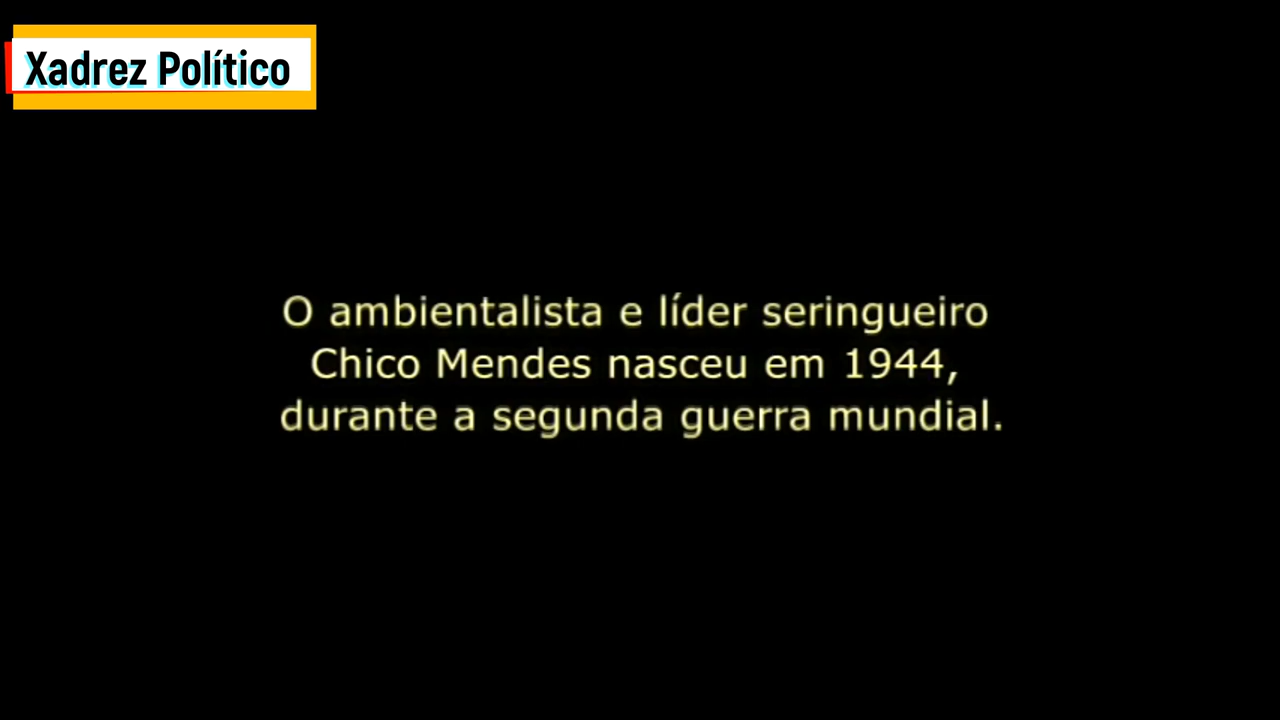 Xadrez Político
O ambientalista e líder seringueiro
Chico Mendes nasceu em 1944,
durante a segunda guerra mundial.